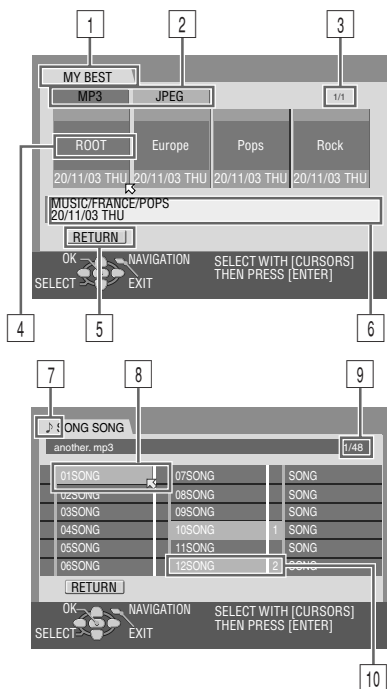 1 2 3
MY BEST
MP3 JPEG 1/1
ROOT Europe Pops Rock
20/11/03 THU 20/11/03 THU 20/11/03 THU 20/11/03 THU
MUSIC/FRANCE/POPS
20/11/03 THU
RETURN
OK NAVIGATION SELECT WITH [CURSORS]
SELECT EXIT THEN PRESS [ENTER]
4 5 6
7 8 9
♪ ONG SONG
another. mp3 1/48
01SONG 07SONG SONG
02SONG 08SONG SONG
03SONG 09SONG SONG
04SONG 10SONG 1 SONG
05SONG 11SONG SONG
06SONG 12SONG 2 SONG
RETURN
OK NAVIGATION SELECT WITH [CURSORS]
SELECT EXIT THEN PRESS [ENTER]
10